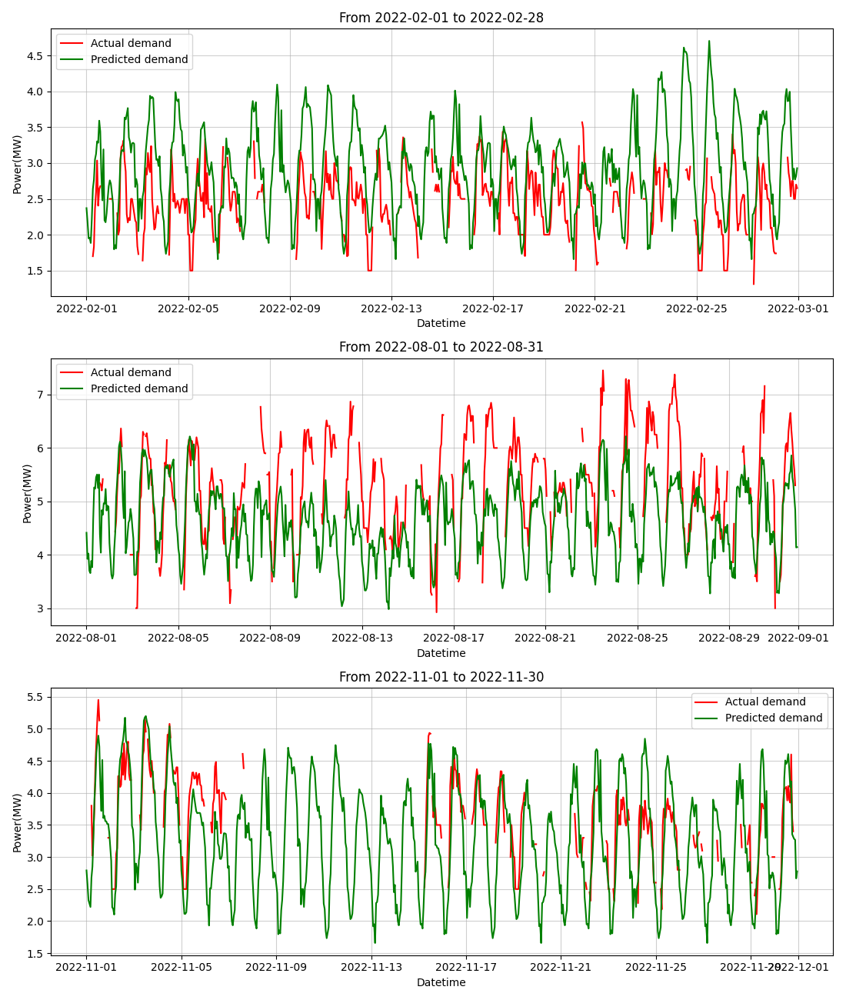 From 2022-02-01 to 2022-02-28
Actual demand
Predicted demand
Power(MW)
4.5
4.0
3.5
3.0
2.5
2.0
1.5
2022-02-01 2022-02-05 2022-02-09 2022-02-13 2022-02-17 2022-02-21 2022-02-25 2022-03-01
Datetime
From 2022-08-01 to 2022-08-31
Actual demand
Predicted demand
Power(MW)
7
6
5
4
3
2022-08-01 2022-08-05 2022-08-09 2022-08-13 2022-08-17 2022-08-21 2022-08-25 2022-08-29 2022-09-01
Datetime
From 2022-11-01 to 2022-11-30
Actual demand
Predicted demand
Power(MW)
5.5
5.0
4.5
4.0
3.5
3.0
2.5
2.0
1.5
2022-11-01 2022-11-05 2022-11-09 2022-11-13 2022-11-17 2022-11-21 2022-11-25 2022-11-29 2022-12-01
Datetime